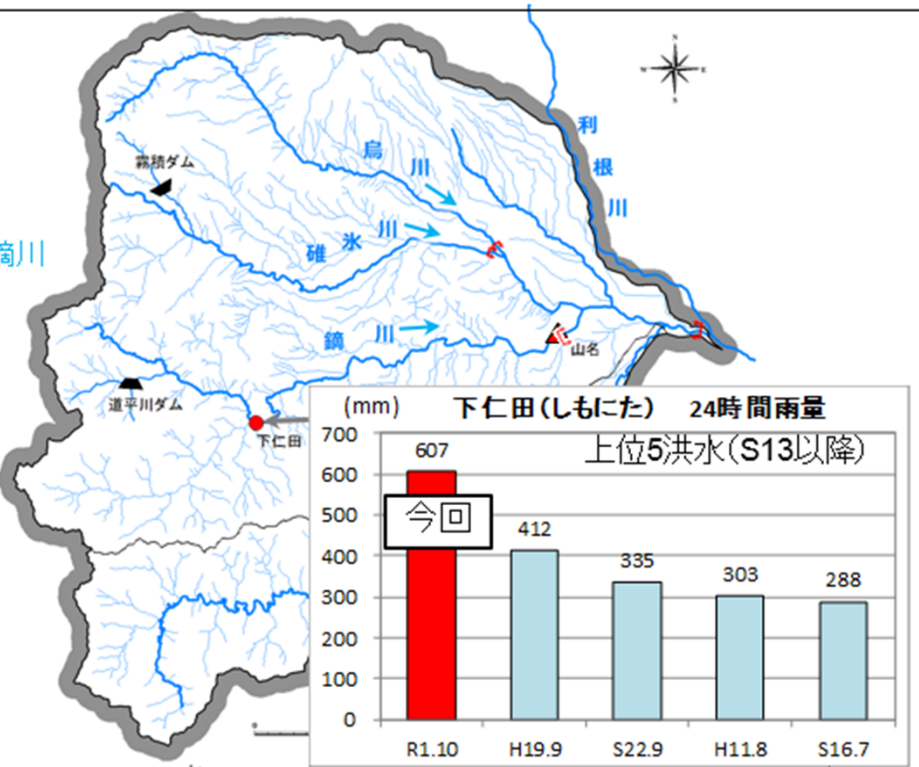 N
W
E
S
利根川
烏川
霧積ダム
碓氷川
鏑川
鏑川
山名
道平川ダム
下仁田
(mm) 下仁田(しもにた) 24時間雨量
上位5洪水(S13以降)
700
600
500
400
300
200
100
0
607
今回
412
335
303
288
R1.10 H19.9 S22.9 H11.8 S16.7
0